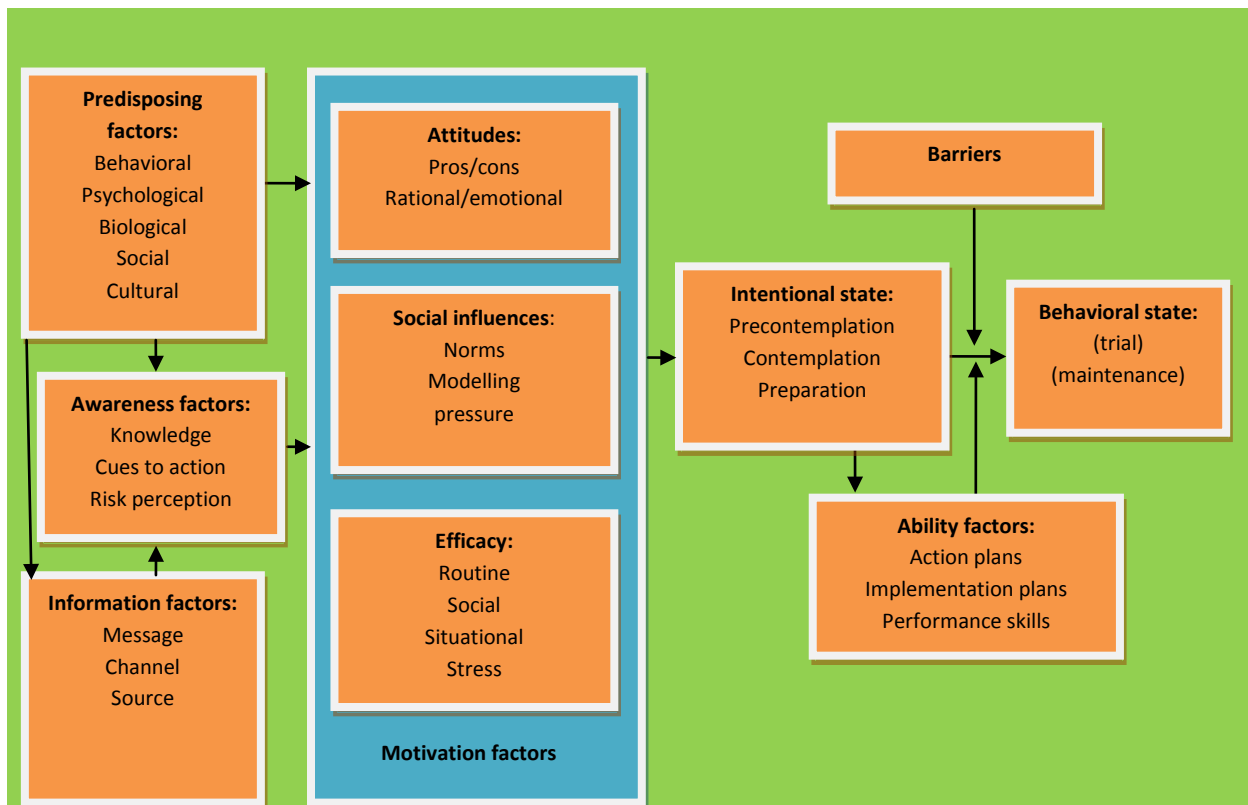 Predisposing
factors:
Behavioral
Psychological
Biological
Social
Cultural
Awareness factors:
Knowledge
Cues to action
Risk perception
Information factors:
Message
Channel
Source
Attitudes:
Pros/cons
Rational/emotional
Social influences:
Norms
Modelling
pressure
Efficacy:
Routine
Social
Situational
Stress
Motivation factors
Intentional state:
Precontemplation
Contemplation
Preparation
Barriers
Behavioral state:
(trial)
(maintenance)
Ability factors:
Action plans
Implementation plans
Performance skills